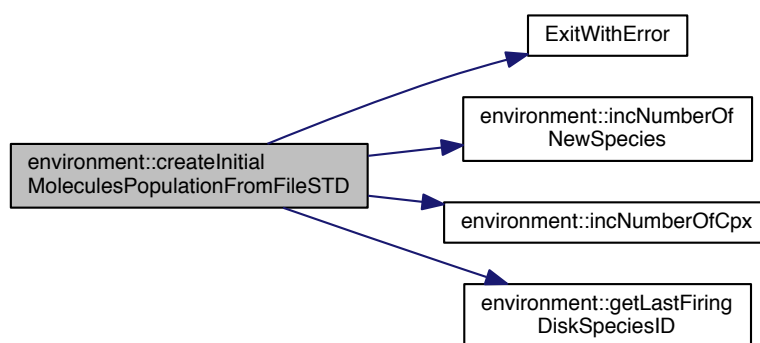 ExitWithError
environment::incNumberOf
NewSpecies
environment::createInitial
MoleculesPopulationFromFileSTD
environment::incNumberOfCpx
environment::getLastFiring
DiskSpeciesID